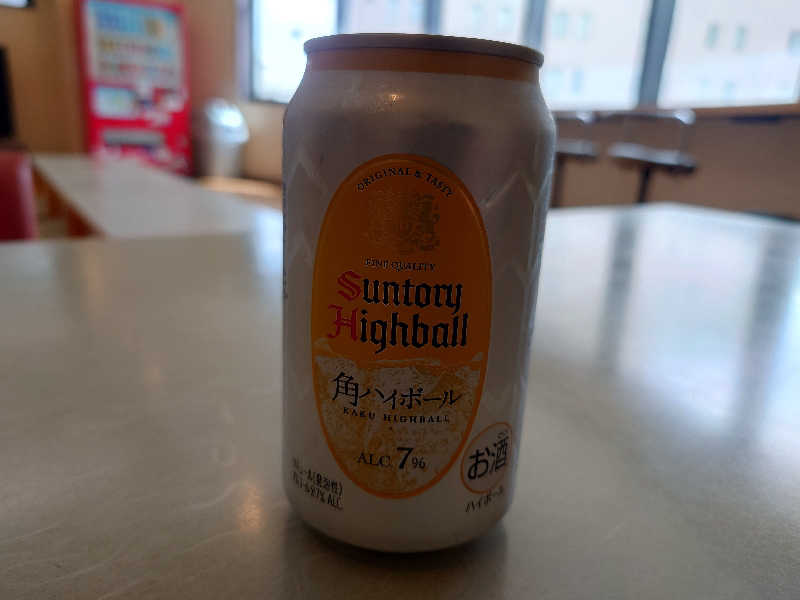 ORIGINAL & TASTY
FINE QUALITY
Suntory
Highball
角ハイボール
KAKU HIGHBALL
ALC.7%
お酒
ハイボール